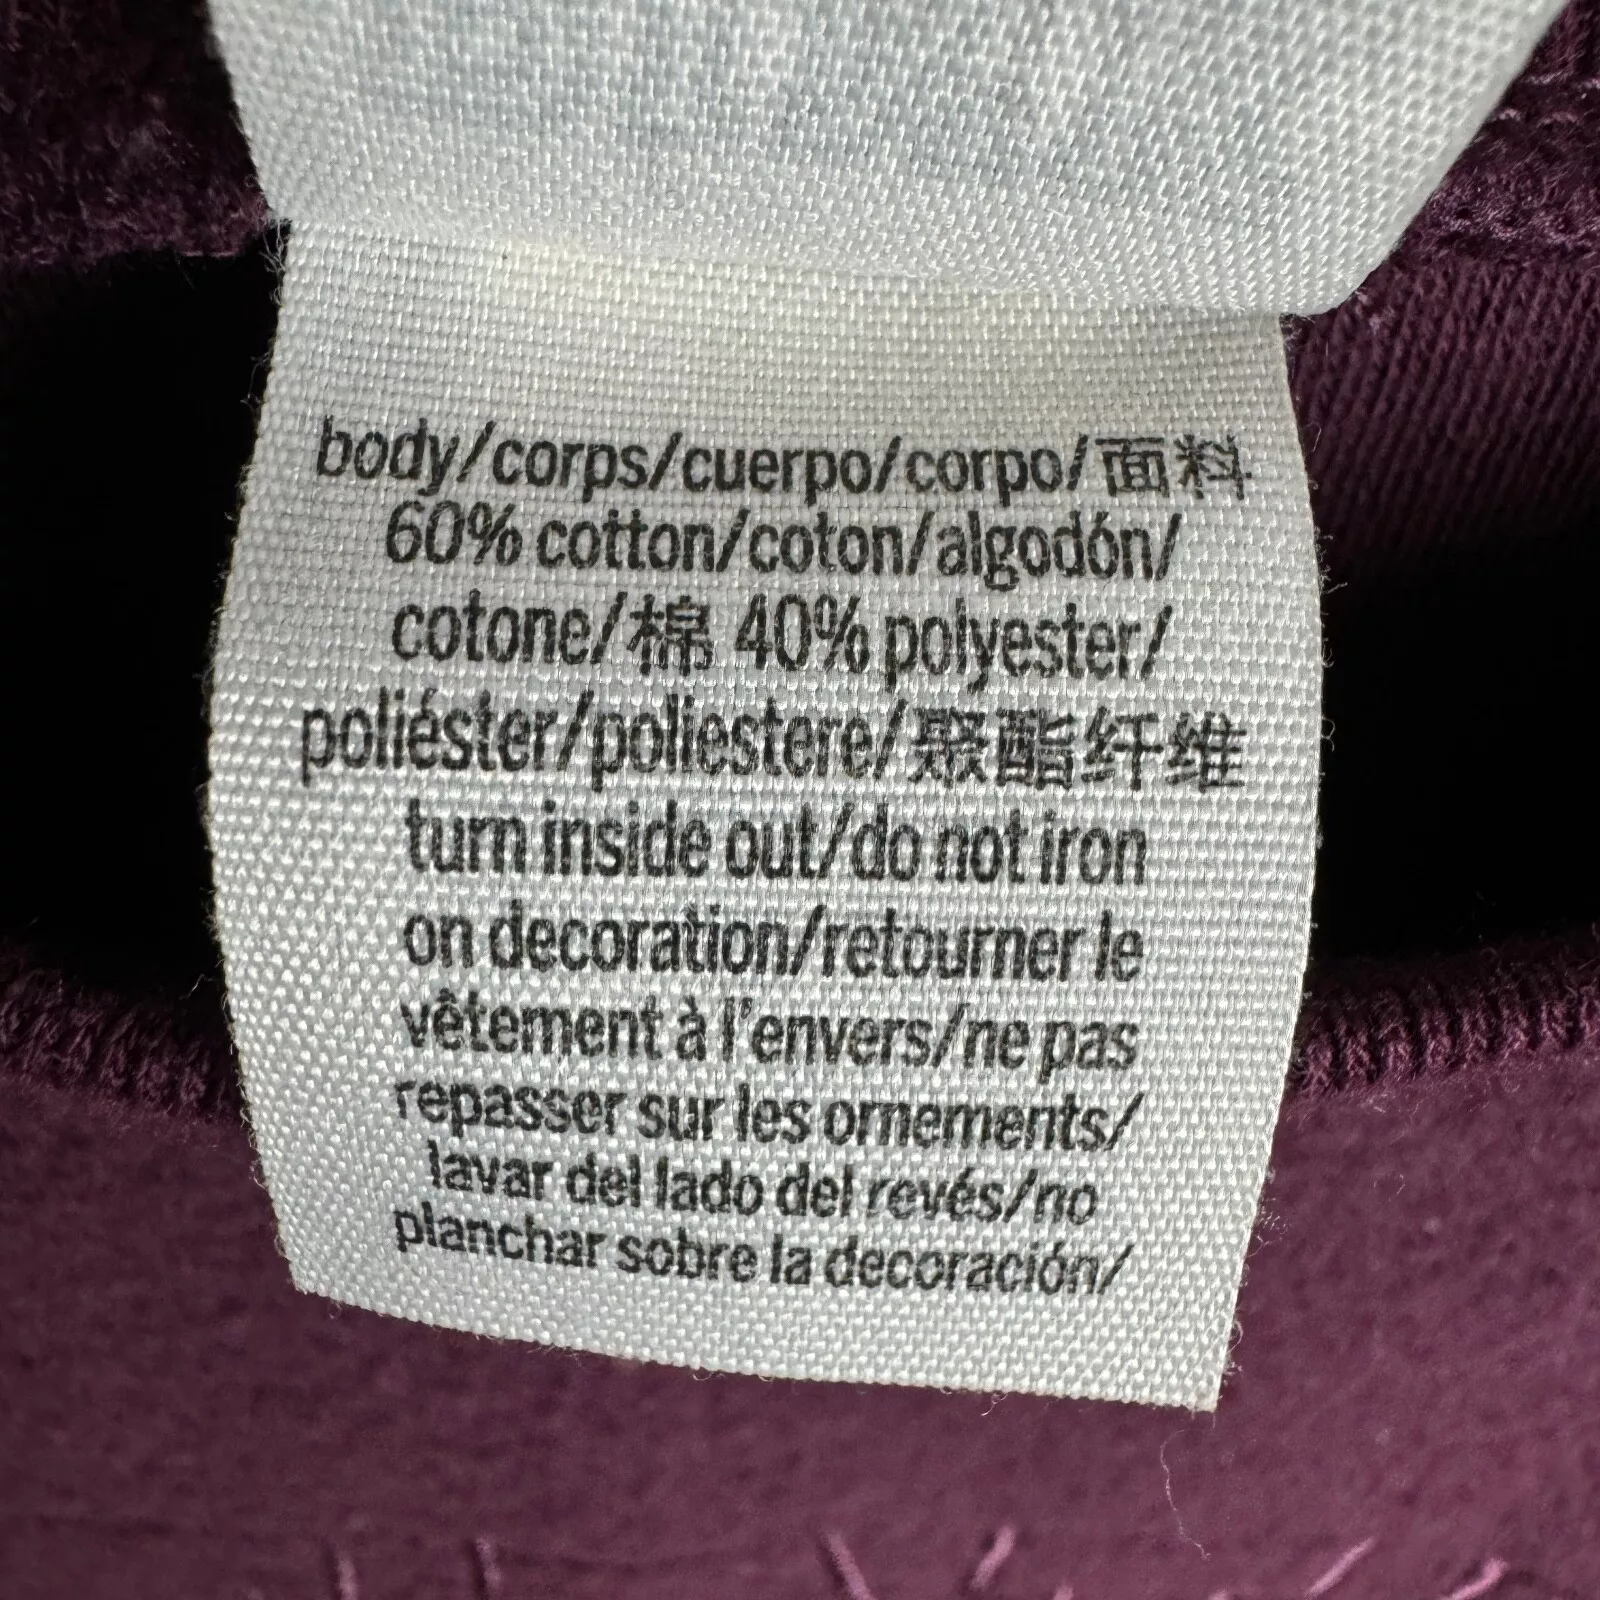 body/corps/cuerpo/corpo/面料
60% cotton/coton/algodón/
cotone/棉 40% polyester/
poliéster/poliestere/聚酯纤维
turn inside out/do not iron
on decoration/retourner le
vêtement à l'envers/ne pas
repasser sur les ornements/
lavar del lado del revés/no
planchar sobre la decoración/